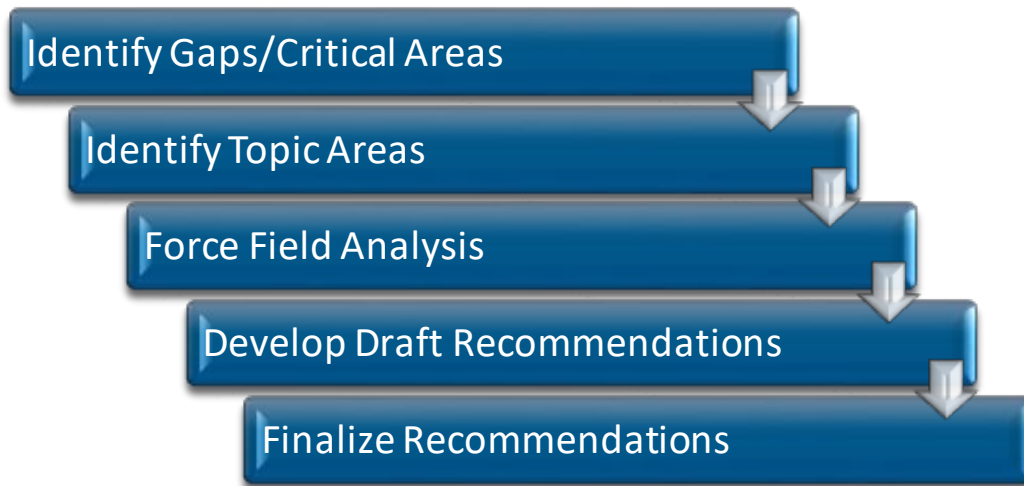 Identify Gaps/Critical Areas
Identify Topic Areas
Force Field Analysis
Develop Draft Recommendations
Finalize Recommendations